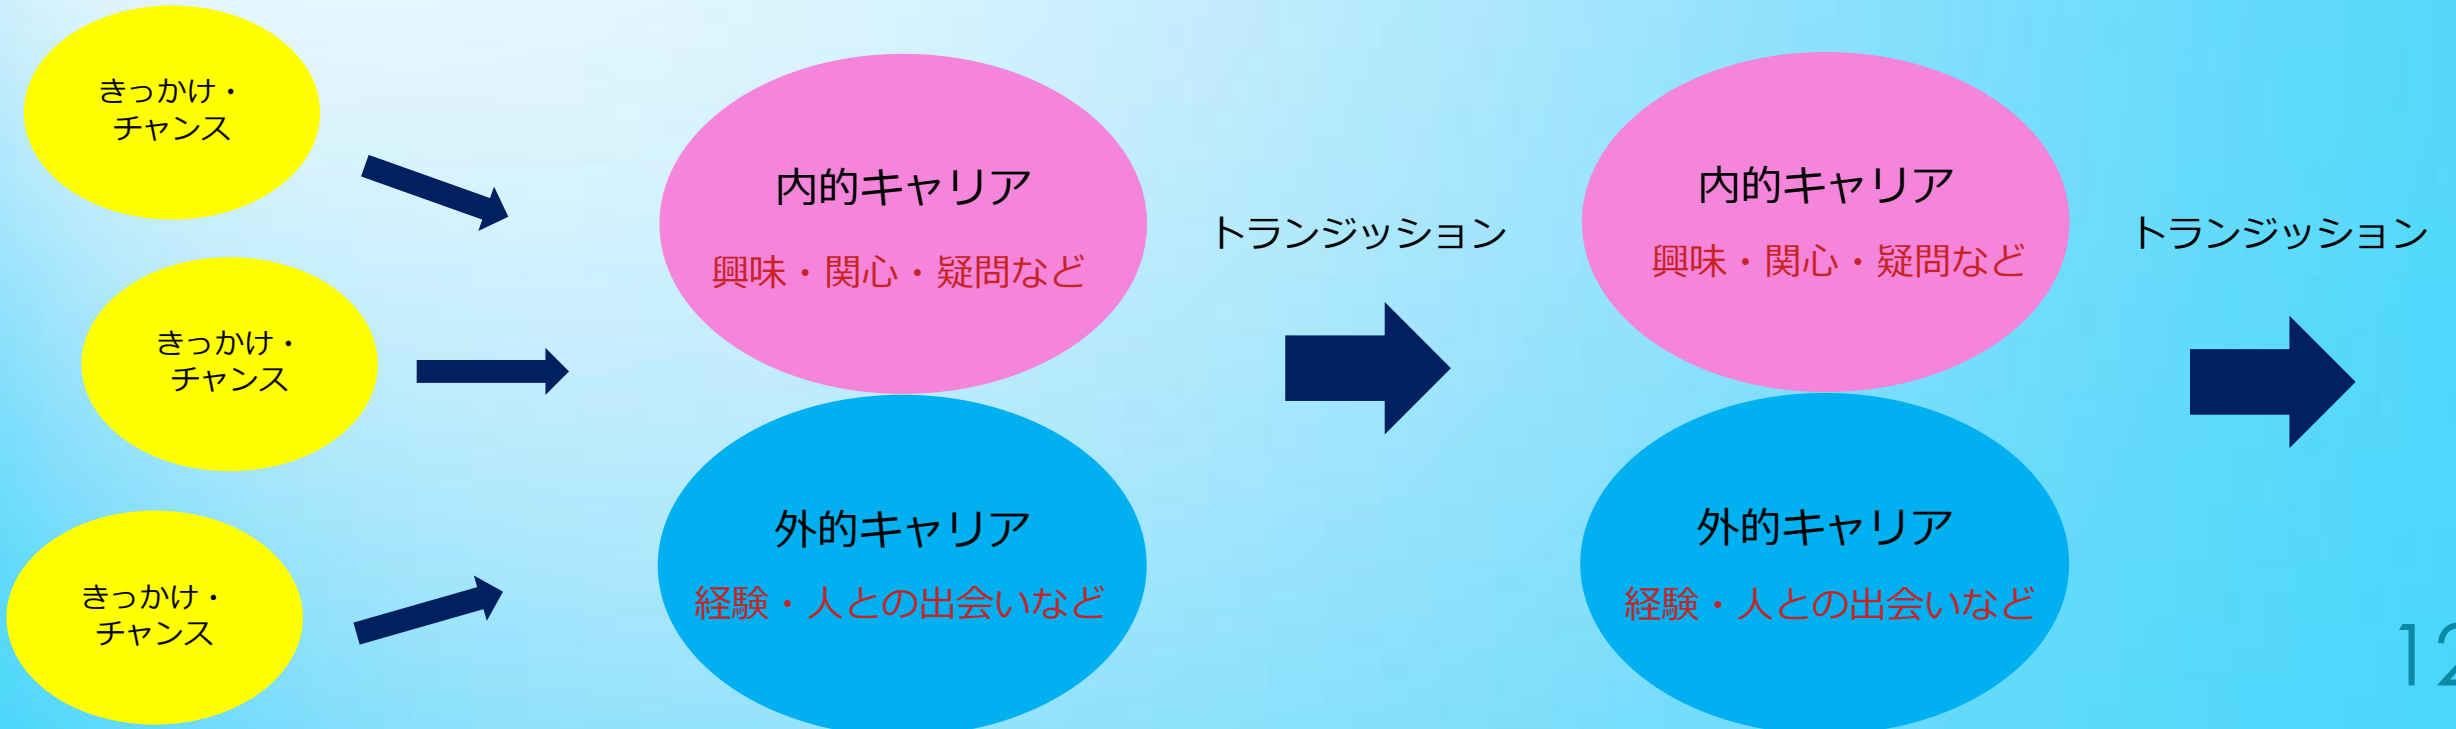 きっかけ・
チャンス
きっかけ・
チャンス
きっかけ・
チャンス
内的キャリア
興味・関心・疑問など
外的キャリア
経験・人との出会いなど
トランジッション
内的キャリア
興味・関心・疑問など
外的キャリア
経験・人との出会いなど
トランジッション
12